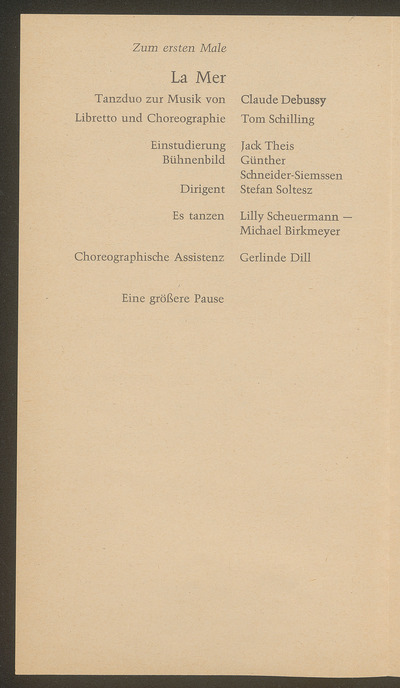 Zum ersten Male
La Mer
Tanzduo zur Musik von Claude Debussy
Libretto und Choreographie Tom Schilling
Einstudierung Jack Theis
Bühnenbild Günther
Schneider-Siemssen
Dirigent Stefan Soltesz
Es tanzen Lilly Scheuermann —
Michael Birkmeyer
Choreographische Assistenz Gerlinde Dill
Eine größere Pause